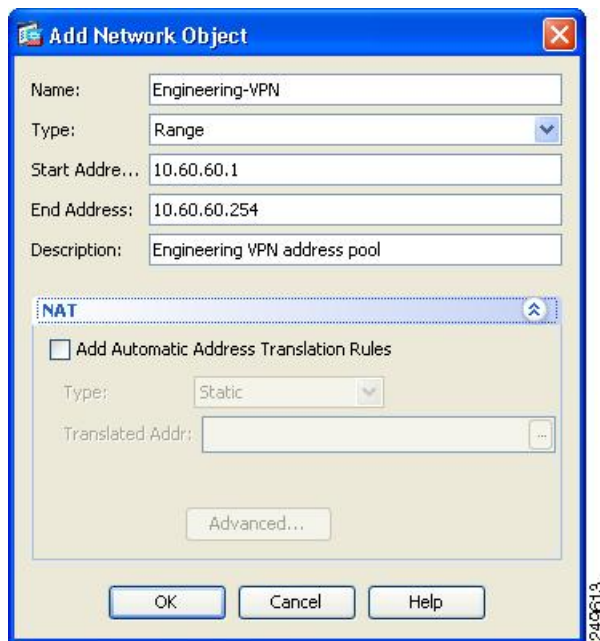 Add Network Object
Name: Engineering-VPN
Type: Range
Start Addre... 10.60.60.1
End Address: 10.60.60.254
Description: Engineering VPN address pool
NAT
Add Automatic Address Translation Rules
Type: Static
Translated Addr: ...
Advanced...
OK Cancel Help
249613